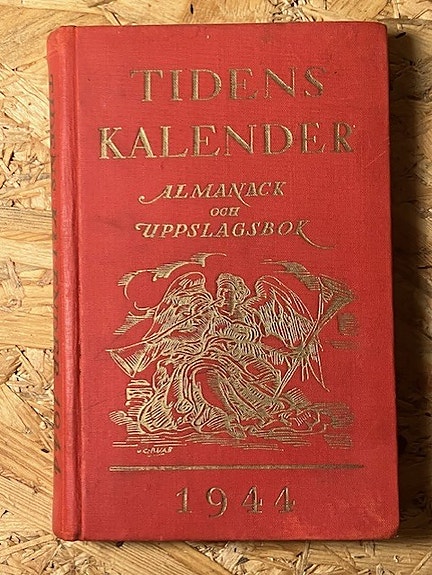 TIDENS
KALENDER
ALMANACK
OCH
UPPSLAGSBOK
1944